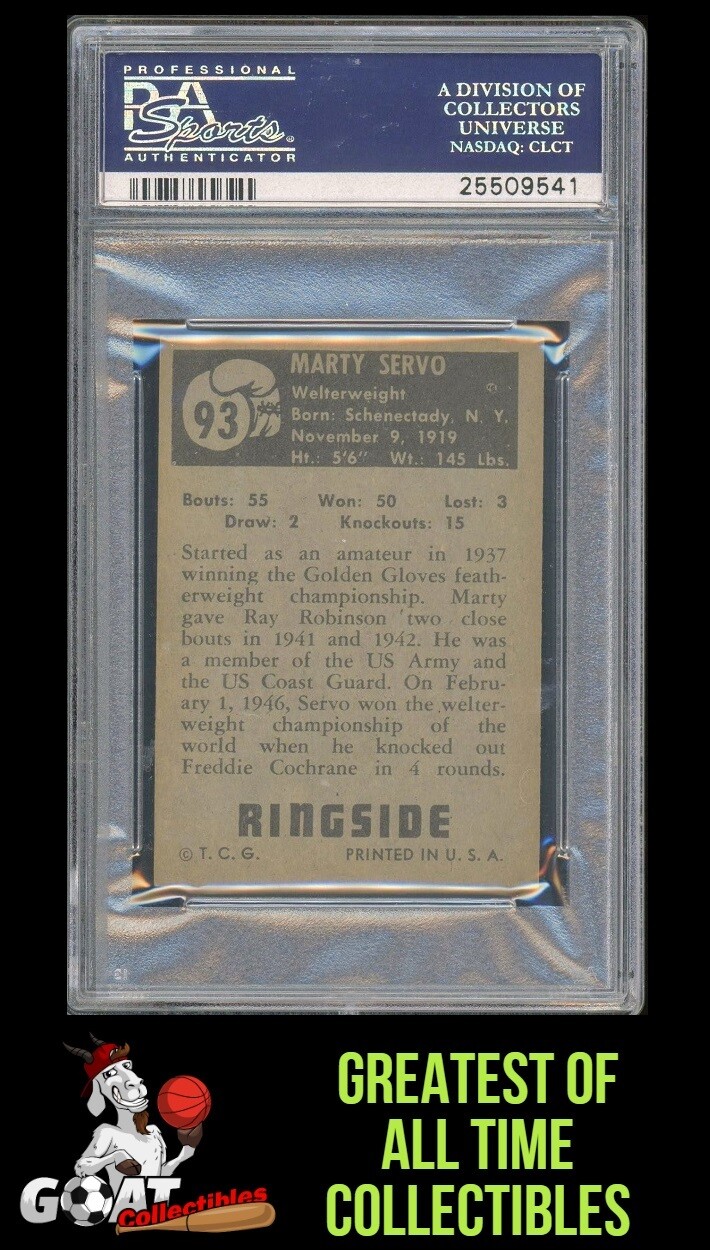 PROFESSIONAL
PSA
Sports®
AUTHENTICATOR
A DIVISION OF
COLLECTORS
UNIVERSE
NASDAQ: CLCT
25509541
93
MARTY SERVO
Welterweight
Born: Schenectady, N. Y.
November 9, 1919
Ht.: 5'6" Wt.: 145 Lbs.
Bouts: 55 Won: 50 Lost: 3
Draw: 2 Knockouts: 15
Started as an amateur in 1937
winning the Golden Gloves feath-
erweight championship. Marty
gave Ray Robinson two close
bouts in 1941 and 1942. He was
a member of the US Army and
the US Coast Guard. On Febru-
ary 1, 1946, Servo won the welter-
weight championship of the
world when he knocked out
Freddie Cochrane in 4 rounds.
RINGSIDE
© T. C. G. PRINTED IN U. S. A.
GOAT
Collectibles
GREATEST OF
ALL TIME
COLLECTIBLES